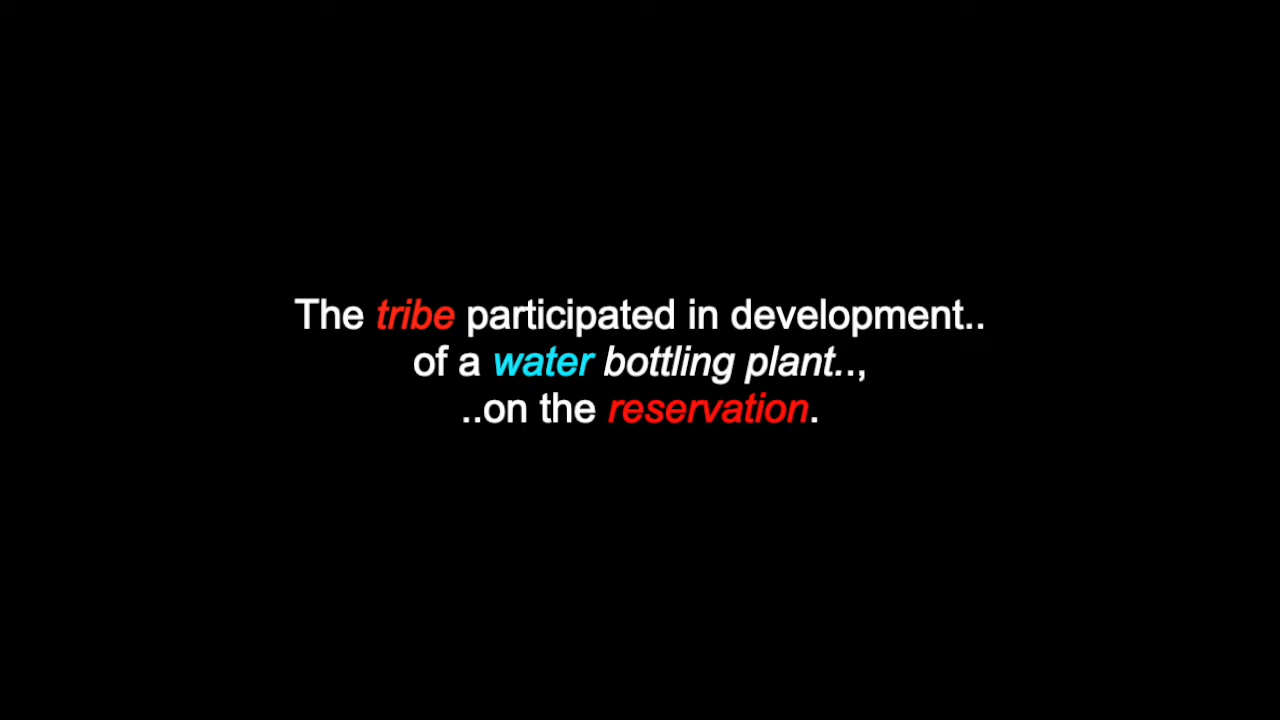 The tribe participated in development..
of a water bottling plant..,
..on the reservation.